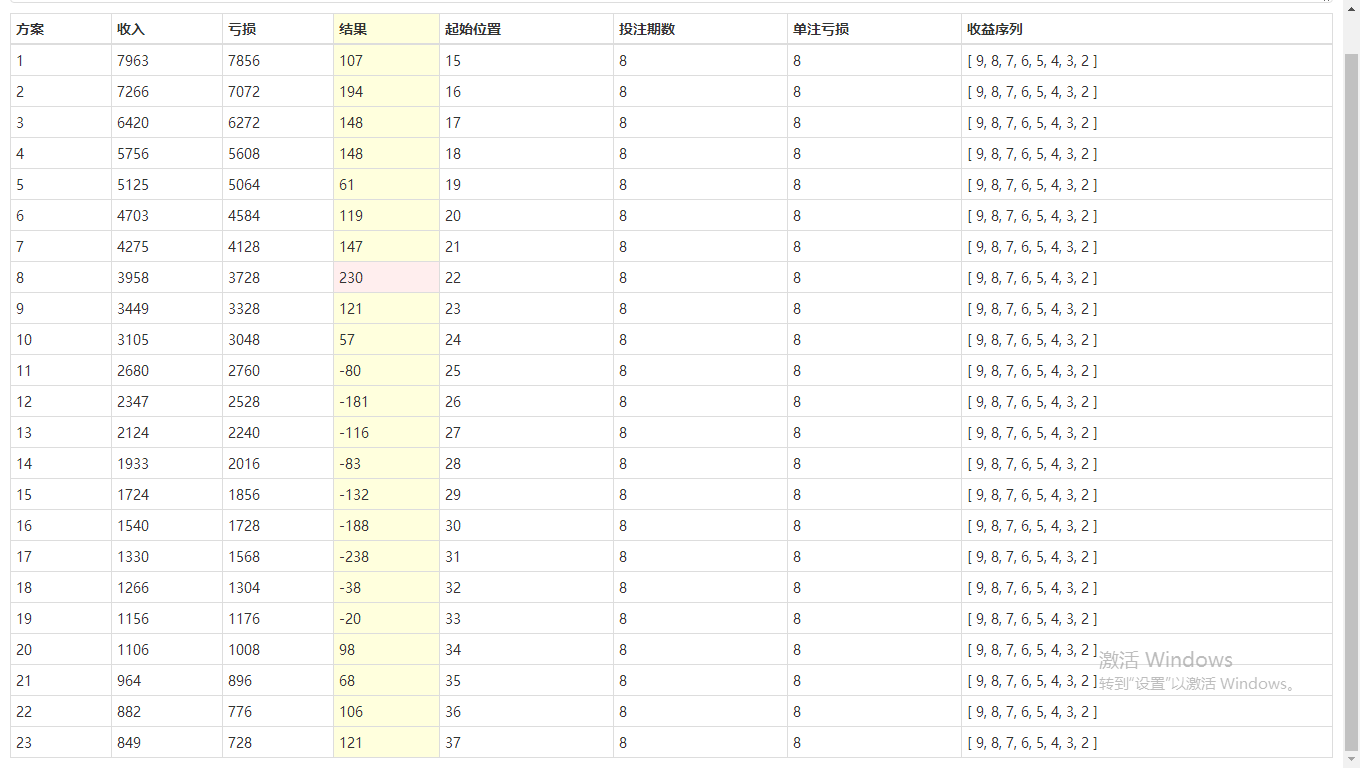 方案 收入 亏损 结果 起始位置 投注期数 单注亏损 收益序列
1 7963 7856 107 15 8 8 [ 9, 8, 7, 6, 5, 4, 3, 2 ]
2 7266 7072 194 16 8 8 [ 9, 8, 7, 6, 5, 4, 3, 2 ]
3 6420 6272 148 17 8 8 [ 9, 8, 7, 6, 5, 4, 3, 2 ]
4 5756 5608 148 18 8 8 [ 9, 8, 7, 6, 5, 4, 3, 2 ]
5 5125 5064 61 19 8 8 [ 9, 8, 7, 6, 5, 4, 3, 2 ]
6 4703 4584 119 20 8 8 [ 9, 8, 7, 6, 5, 4, 3, 2 ]
7 4275 4128 147 21 8 8 [ 9, 8, 7, 6, 5, 4, 3, 2 ]
8 3958 3728 230 22 8 8 [ 9, 8, 7, 6, 5, 4, 3, 2 ]
9 3449 3328 121 23 8 8 [ 9, 8, 7, 6, 5, 4, 3, 2 ]
10 3105 3048 57 24 8 8 [ 9, 8, 7, 6, 5, 4, 3, 2 ]
11 2680 2760 -80 25 8 8 [ 9, 8, 7, 6, 5, 4, 3, 2 ]
12 2347 2528 -181 26 8 8 [ 9, 8, 7, 6, 5, 4, 3, 2 ]
13 2124 2240 -116 27 8 8 [ 9, 8, 7, 6, 5, 4, 3, 2 ]
14 1933 2016 -83 28 8 8 [ 9, 8, 7, 6, 5, 4, 3, 2 ]
15 1724 1856 -132 29 8 8 [ 9, 8, 7, 6, 5, 4, 3, 2 ]
16 1540 1728 -188 30 8 8 [ 9, 8, 7, 6, 5, 4, 3, 2 ]
17 1330 1568 -238 31 8 8 [ 9, 8, 7, 6, 5, 4, 3, 2 ]
18 1266 1304 -38 32 8 8 [ 9, 8, 7, 6, 5, 4, 3, 2 ]
19 1156 1176 -20 33 8 8 [ 9, 8, 7, 6, 5, 4, 3, 2 ]
20 1106 1008 98 34 8 8 [ 9, 8, 7, 6, 5, 4, 3, 2 ]
激活 Windows
21 964 896 68 35 8 8 [ 9, 8, 7, 6, 5, 4, 3, 2 ]
转到“设置”以激活 Windows。
22 882 776 106 36 8 8 [ 9, 8, 7, 6, 5, 4, 3, 2 ]
23 849 728 121 37 8 8 [ 9, 8, 7, 6, 5, 4, 3, 2 ]